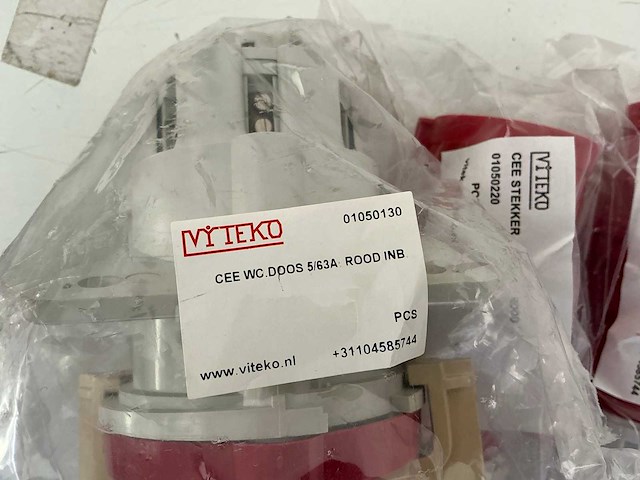 VITEKO
01050130
CEE WC.DOOS 5/63A ROOD INB.
PCS
www.viteko.nl
+31104585744
VITEKO
CEE STEKKER
01050220